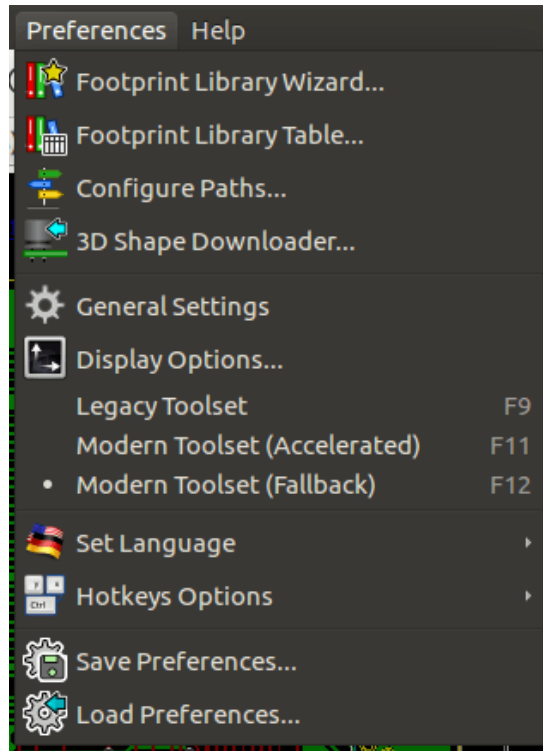 Preferences Help
Footprint Library Wizard...
Footprint Library Table...
Configure Paths...
3D Shape Downloader...
General Settings
Display Options...
Legacy Toolset F9
Modern Toolset (Accelerated) F11
Modern Toolset (Fallback) F12
Set Language
Hotkeys Options
Ctrl
Save Preferences...
Load Preferences...